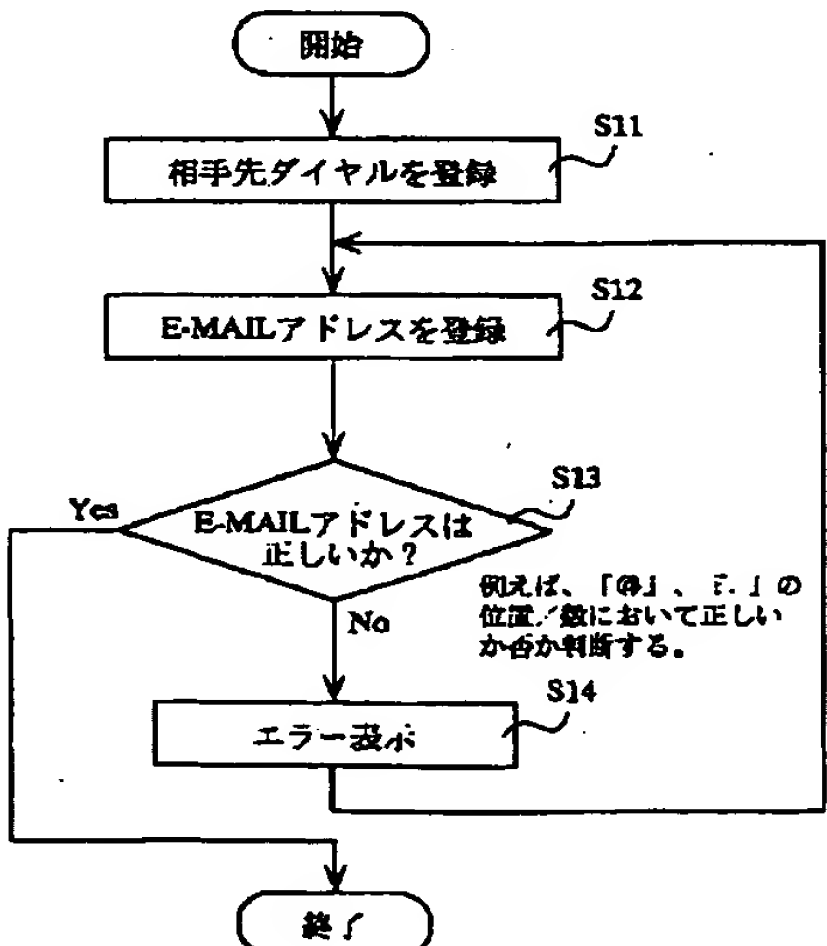 開始
S11
相手先ダイヤルを登録
S12
E-MAILアドレスを登録
S13
Yes
E-MAILアドレスは
正しいか?
例えば、「@」、「.」の
位置/数において正しい
か否か判断する。
No
S14
エラー表示
終了